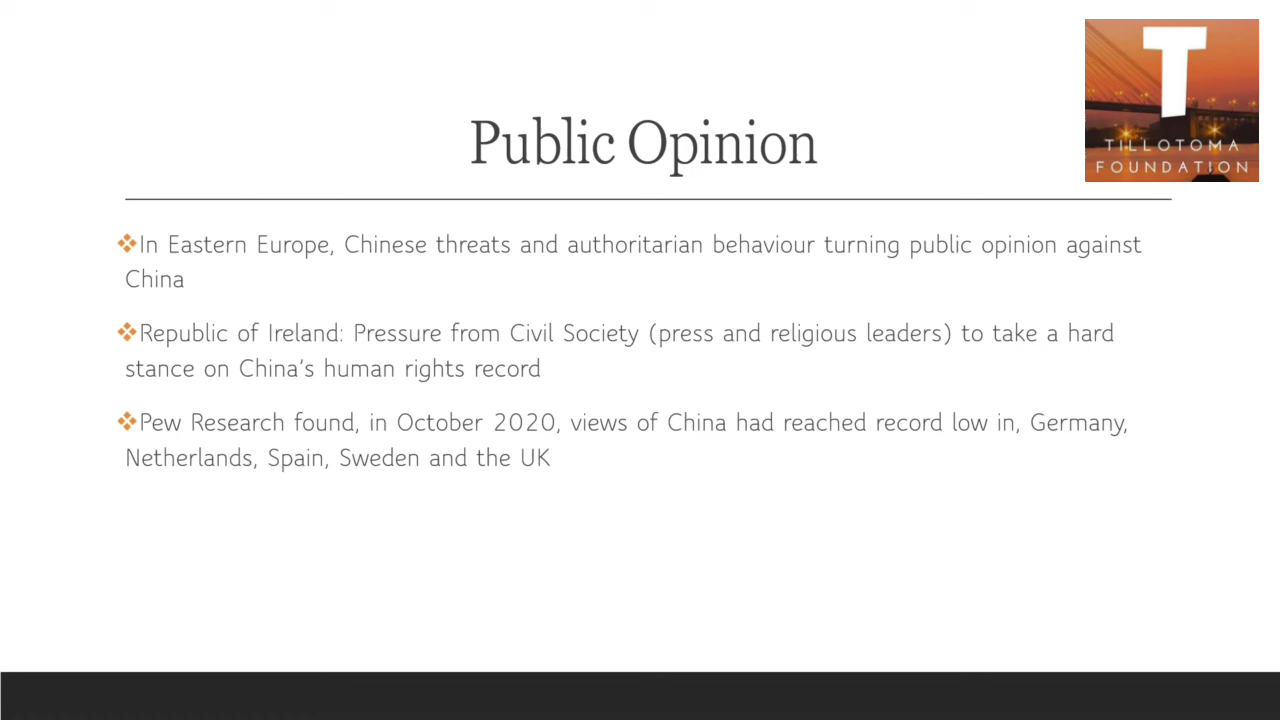 T
TILLOTOMA
FOUNDATION
Public Opinion
In Eastern Europe, Chinese threats and authoritarian behaviour turning public opinion against
China
Republic of Ireland: Pressure from Civil Society (press and religious leaders) to take a hard
stance on China’s human rights record
Pew Research found, in October 2020, views of China had reached record low in, Germany,
Netherlands, Spain, Sweden and the UK